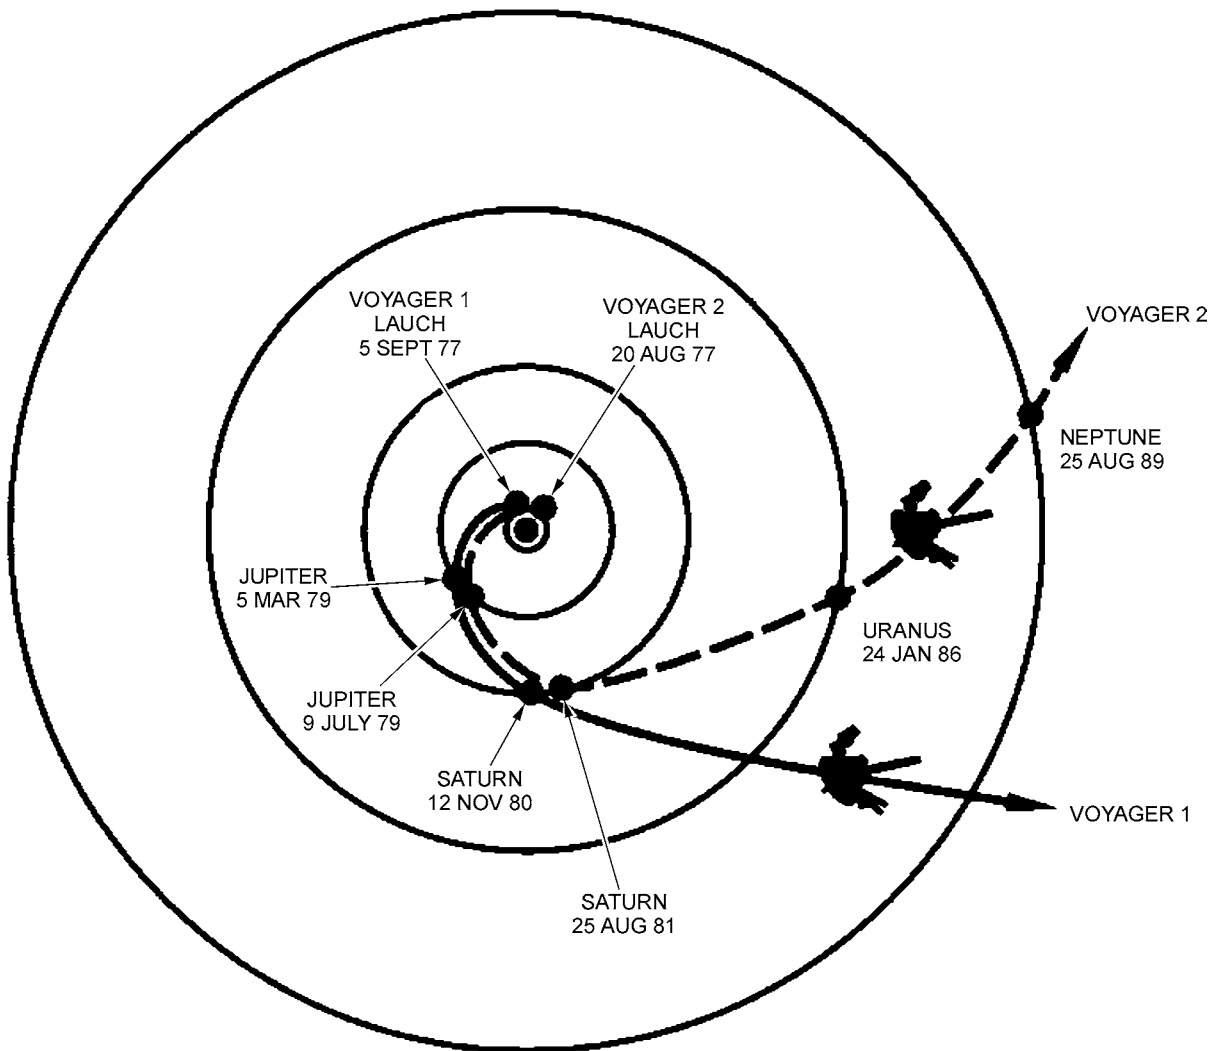 VOYAGER 1
LAUCH
5 SEPT 77
VOYAGER 2
LAUCH
20 AUG 77
VOYAGER 2
NEPTUNE
25 AUG 89
JUPITER
5 MAR 79
URANUS
24 JAN 86
JUPITER
9 JULY 79
SATURN
12 NOV 80
VOYAGER 1
SATURN
25 AUG 81